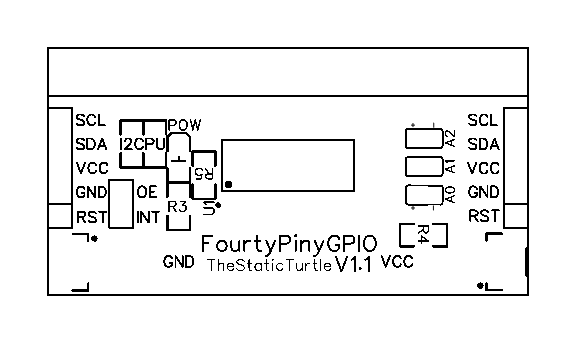 SCL POW SCL
SDA I2CPU A2 SDA
VCC R5 A1 VCC
GND OE A0 GND
RST INT R3 U1 RST
FourtyPinyGPIO R4
GND TheStaticTurtle V1.1 VCC